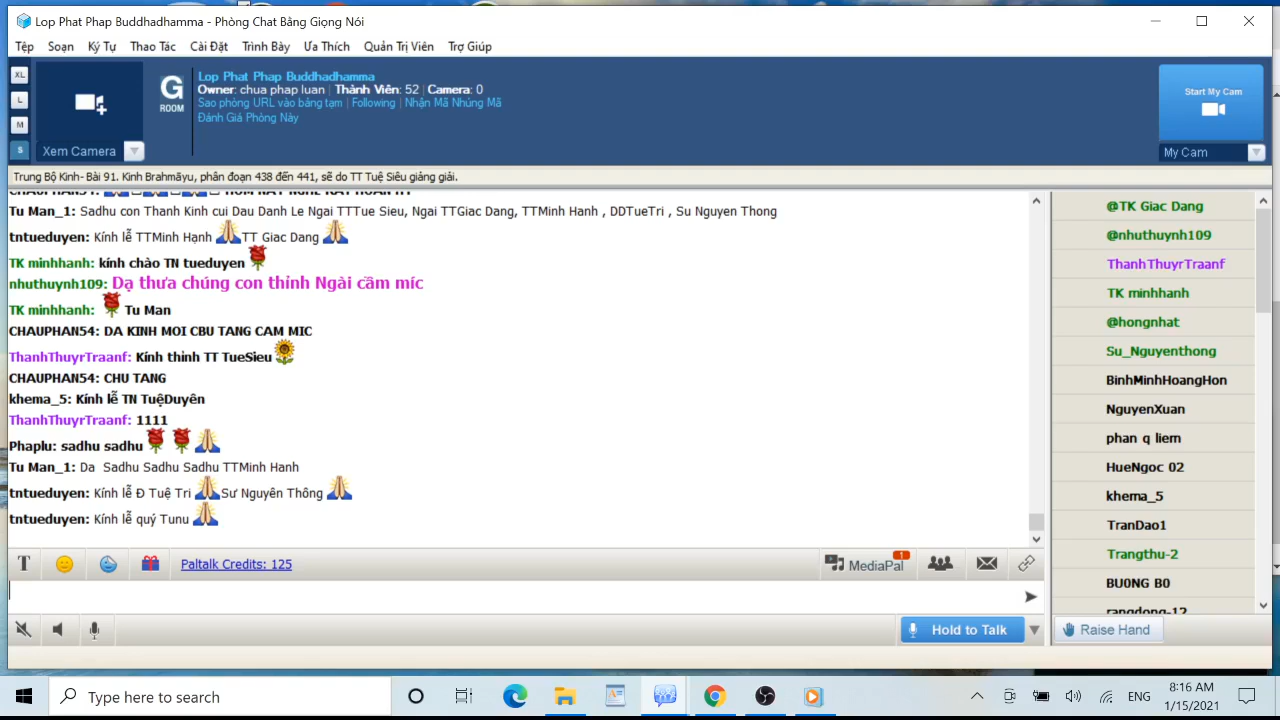 Lop Phat Phap Buddhadhamma - Phòng Chat Bằng Giọng Nói
Tệp Soạn Ký Tự Thao Tác Cài Đặt Trình Bày Ưa Thích Quản Trị Viên Trợ Giúp
XL
L
M
S
Xem Camera
G
ROOM
Lop Phat Phap Buddhadhamma
Owner: chua phap luan | Thành Viên: 52 | Camera: 0
Sao phòng URL vào bảng tạm | Following | Nhận Mã Nhúng Mã
Đánh Giá Phòng Này
Start My Cam
My Cam
Trung Bộ Kinh- Bài 91. Kinh Brahmāyu, phân đoạn 438 đến 441, sẽ do TT Tuệ Siêu giảng giải.
Tu Man_1: Sadhu con Thanh Kinh cui Dau Danh Le Ngai TTTue Sieu, Ngai TTGiac Dang, TTMinh Hanh , DDTueTri , Su Nguyen Thong
tntueduyen: Kính lễ TTMinh Hạnh TT Giac Dang
TK minhhanh: kính chào TN tueduyen
nhuthuynh109: Dạ thưa chúng con thỉnh Ngài cầm míc
TK minhhanh: Tu Man
CHAUPHAN54: DA KINH MOI CBU TANG CAM MIC
ThanhThuyrTraanf: Kính thỉnh TT TueSieu
CHAUPHAN54: CHU TANG
khema_5: Kính lễ TN TuệDuyên
ThanhThuyrTraanf: 1111
Phaplu: sadhu sadhu
Tu Man_1: Da Sadhu Sadhu Sadhu TTMinh Hanh
tntueduyen: Kính lễ Đ Tuệ Tri Sư Nguyên Thông
tntueduyen: Kính lễ quý Tunu
@TK Giac Dang
@nhuthuynh109
ThanhThuyrTraanf
TK minhhanh
@hongnhat
Su_Nguyenthong
BinhMinhHoangHon
NguyenXuan
phan q liem
HueNgoc 02
khema_5
TranDao1
Trangthu-2
BU0NG B0
rangdong-12
T Paltalk Credits: 125 MediaPal 1
Hold to Talk Raise Hand
Type here to search
ENG
8:16 AM
1/15/2021